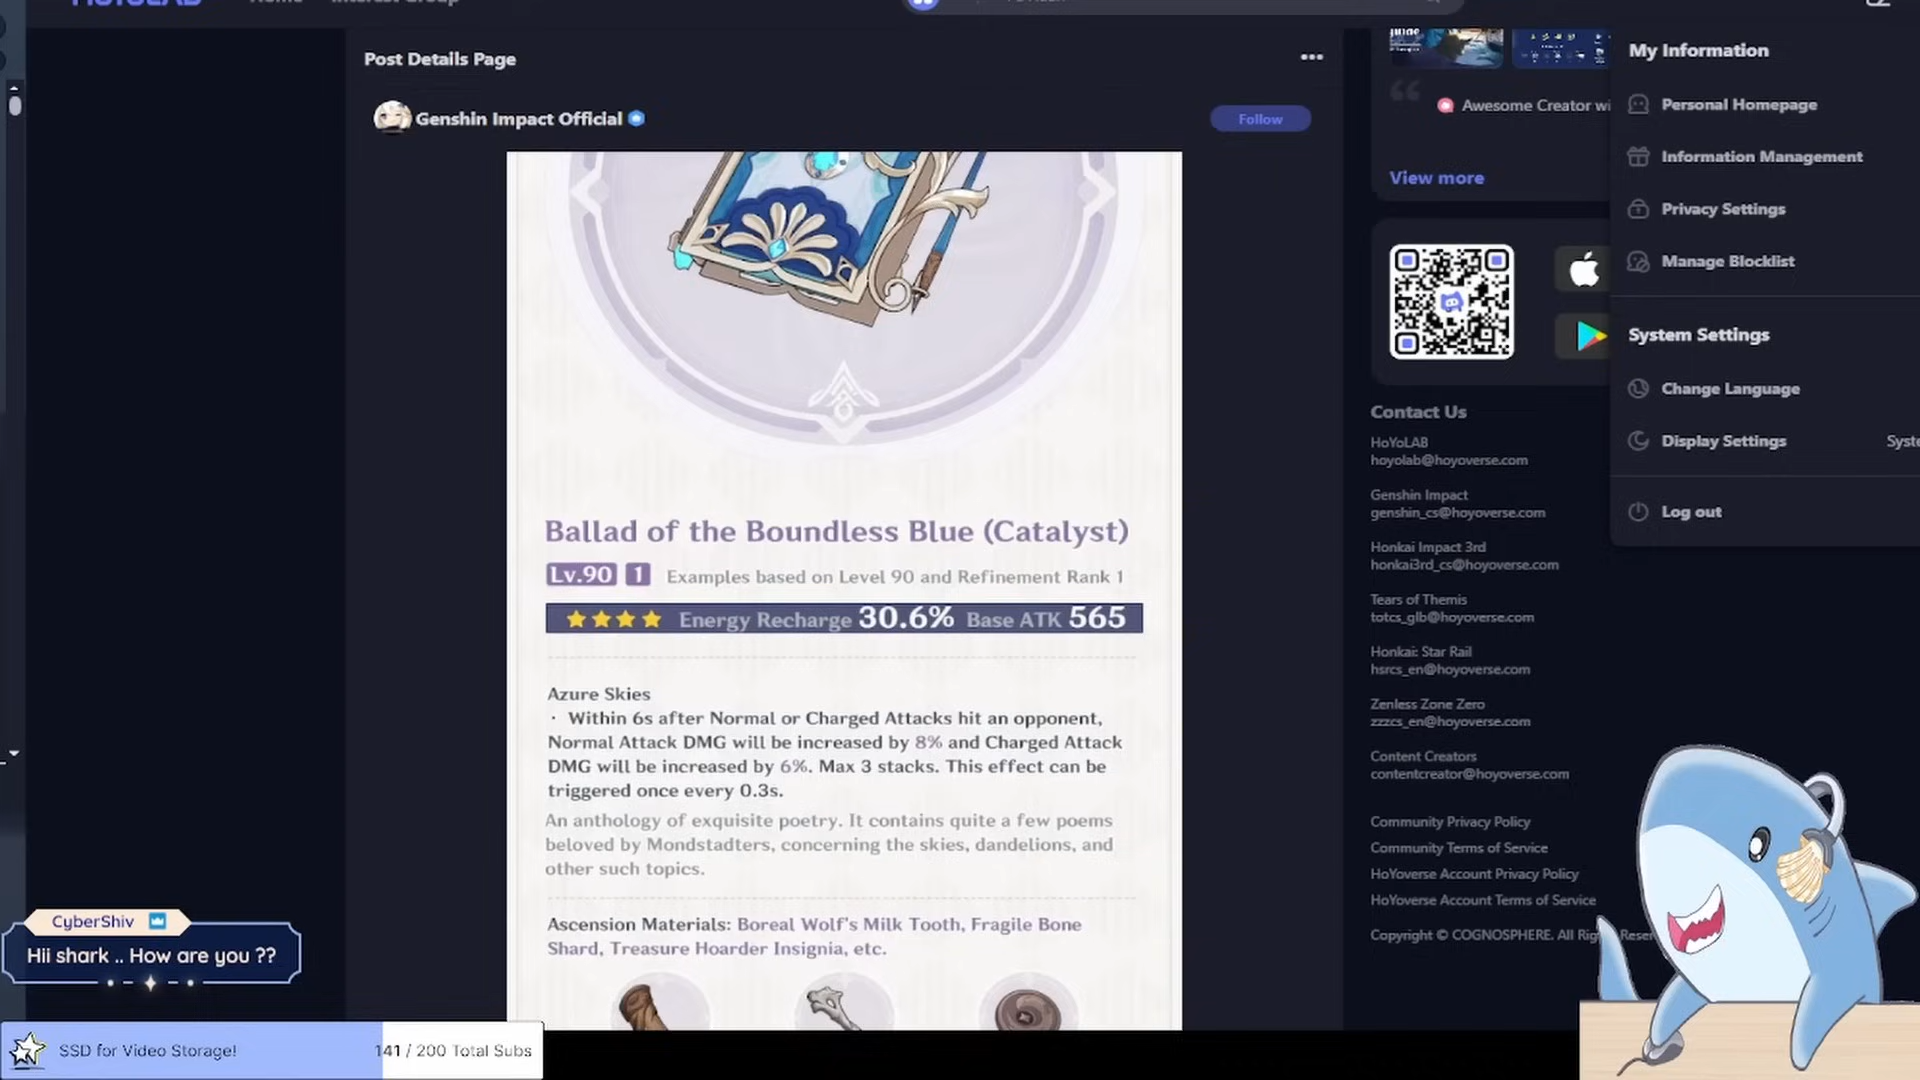 HOYOLAB
Home
Interest Group
Post Details Page
Genshin Impact Official
Follow
Ballad of the Boundless Blue (Catalyst)
Lv.90 1 Examples based on Level 90 and Refinement Rank 1
Energy Recharge 30.6% Base ATK 565
Azure Skies
· Within 6s after Normal or Charged Attacks hit an opponent,
Normal Attack DMG will be increased by 8% and Charged Attack
DMG will be increased by 6%. Max 3 stacks. This effect can be
triggered once every 0.3s.
An anthology of exquisite poetry. It contains quite a few poems
beloved by Mondstadters, concerning the skies, dandelions, and
other such topics.
Ascension Materials: Boreal Wolf's Milk Tooth, Fragile Bone
Shard, Treasure Hoarder Insignia, etc.
Awesome Creator wi
View more
Contact Us
HoYoLAB
hoyolab@hoyoverse.com
Genshin Impact
genshin_cs@hoyoverse.com
Honkai Impact 3rd
honkai3rd_cs@hoyoverse.com
Tears of Themis
totcs_glb@hoyoverse.com
Honkai: Star Rail
hsrcs_en@hoyoverse.com
Zenless Zone Zero
zzzcs_en@hoyoverse.com
Content Creators
contentcreator@hoyoverse.com
Community Privacy Policy
Community Terms of Service
HoYoverse Account Privacy Policy
HoYoverse Account Terms of Service
Copyright © COGNOSPHERE. All Rig Reser
My Information
Personal Homepage
Information Management
Privacy Settings
Manage Blocklist
System Settings
Change Language
Display Settings Syste
Log out
CyberShiv
Hii shark .. How are you ??
SSD for Video Storage! 141 / 200 Total Subs